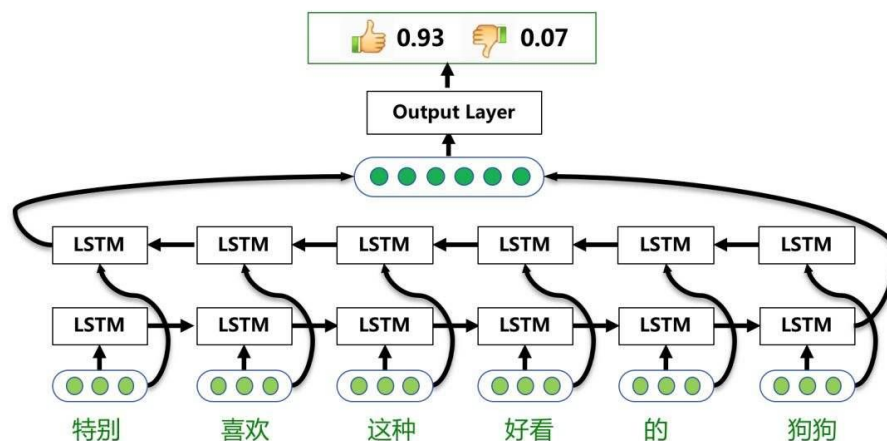 0.93 0.07
Output Layer
LSTM LSTM LSTM LSTM LSTM LSTM
LSTM LSTM LSTM LSTM LSTM LSTM
特别 喜欢 这种 好看 的 狗狗